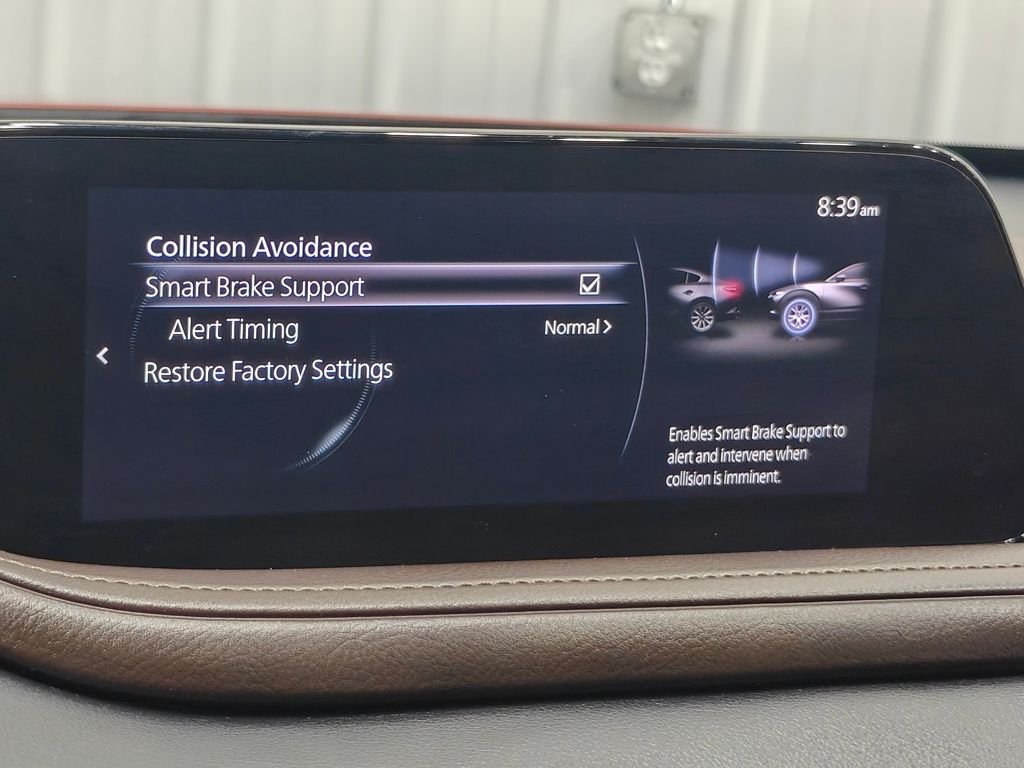 8:39am
Collision Avoidance
Smart Brake Support
Alert Timing Normal
Restore Factory Settings
Enables Smart Brake Support to
alert and intervene when
collision is imminent.